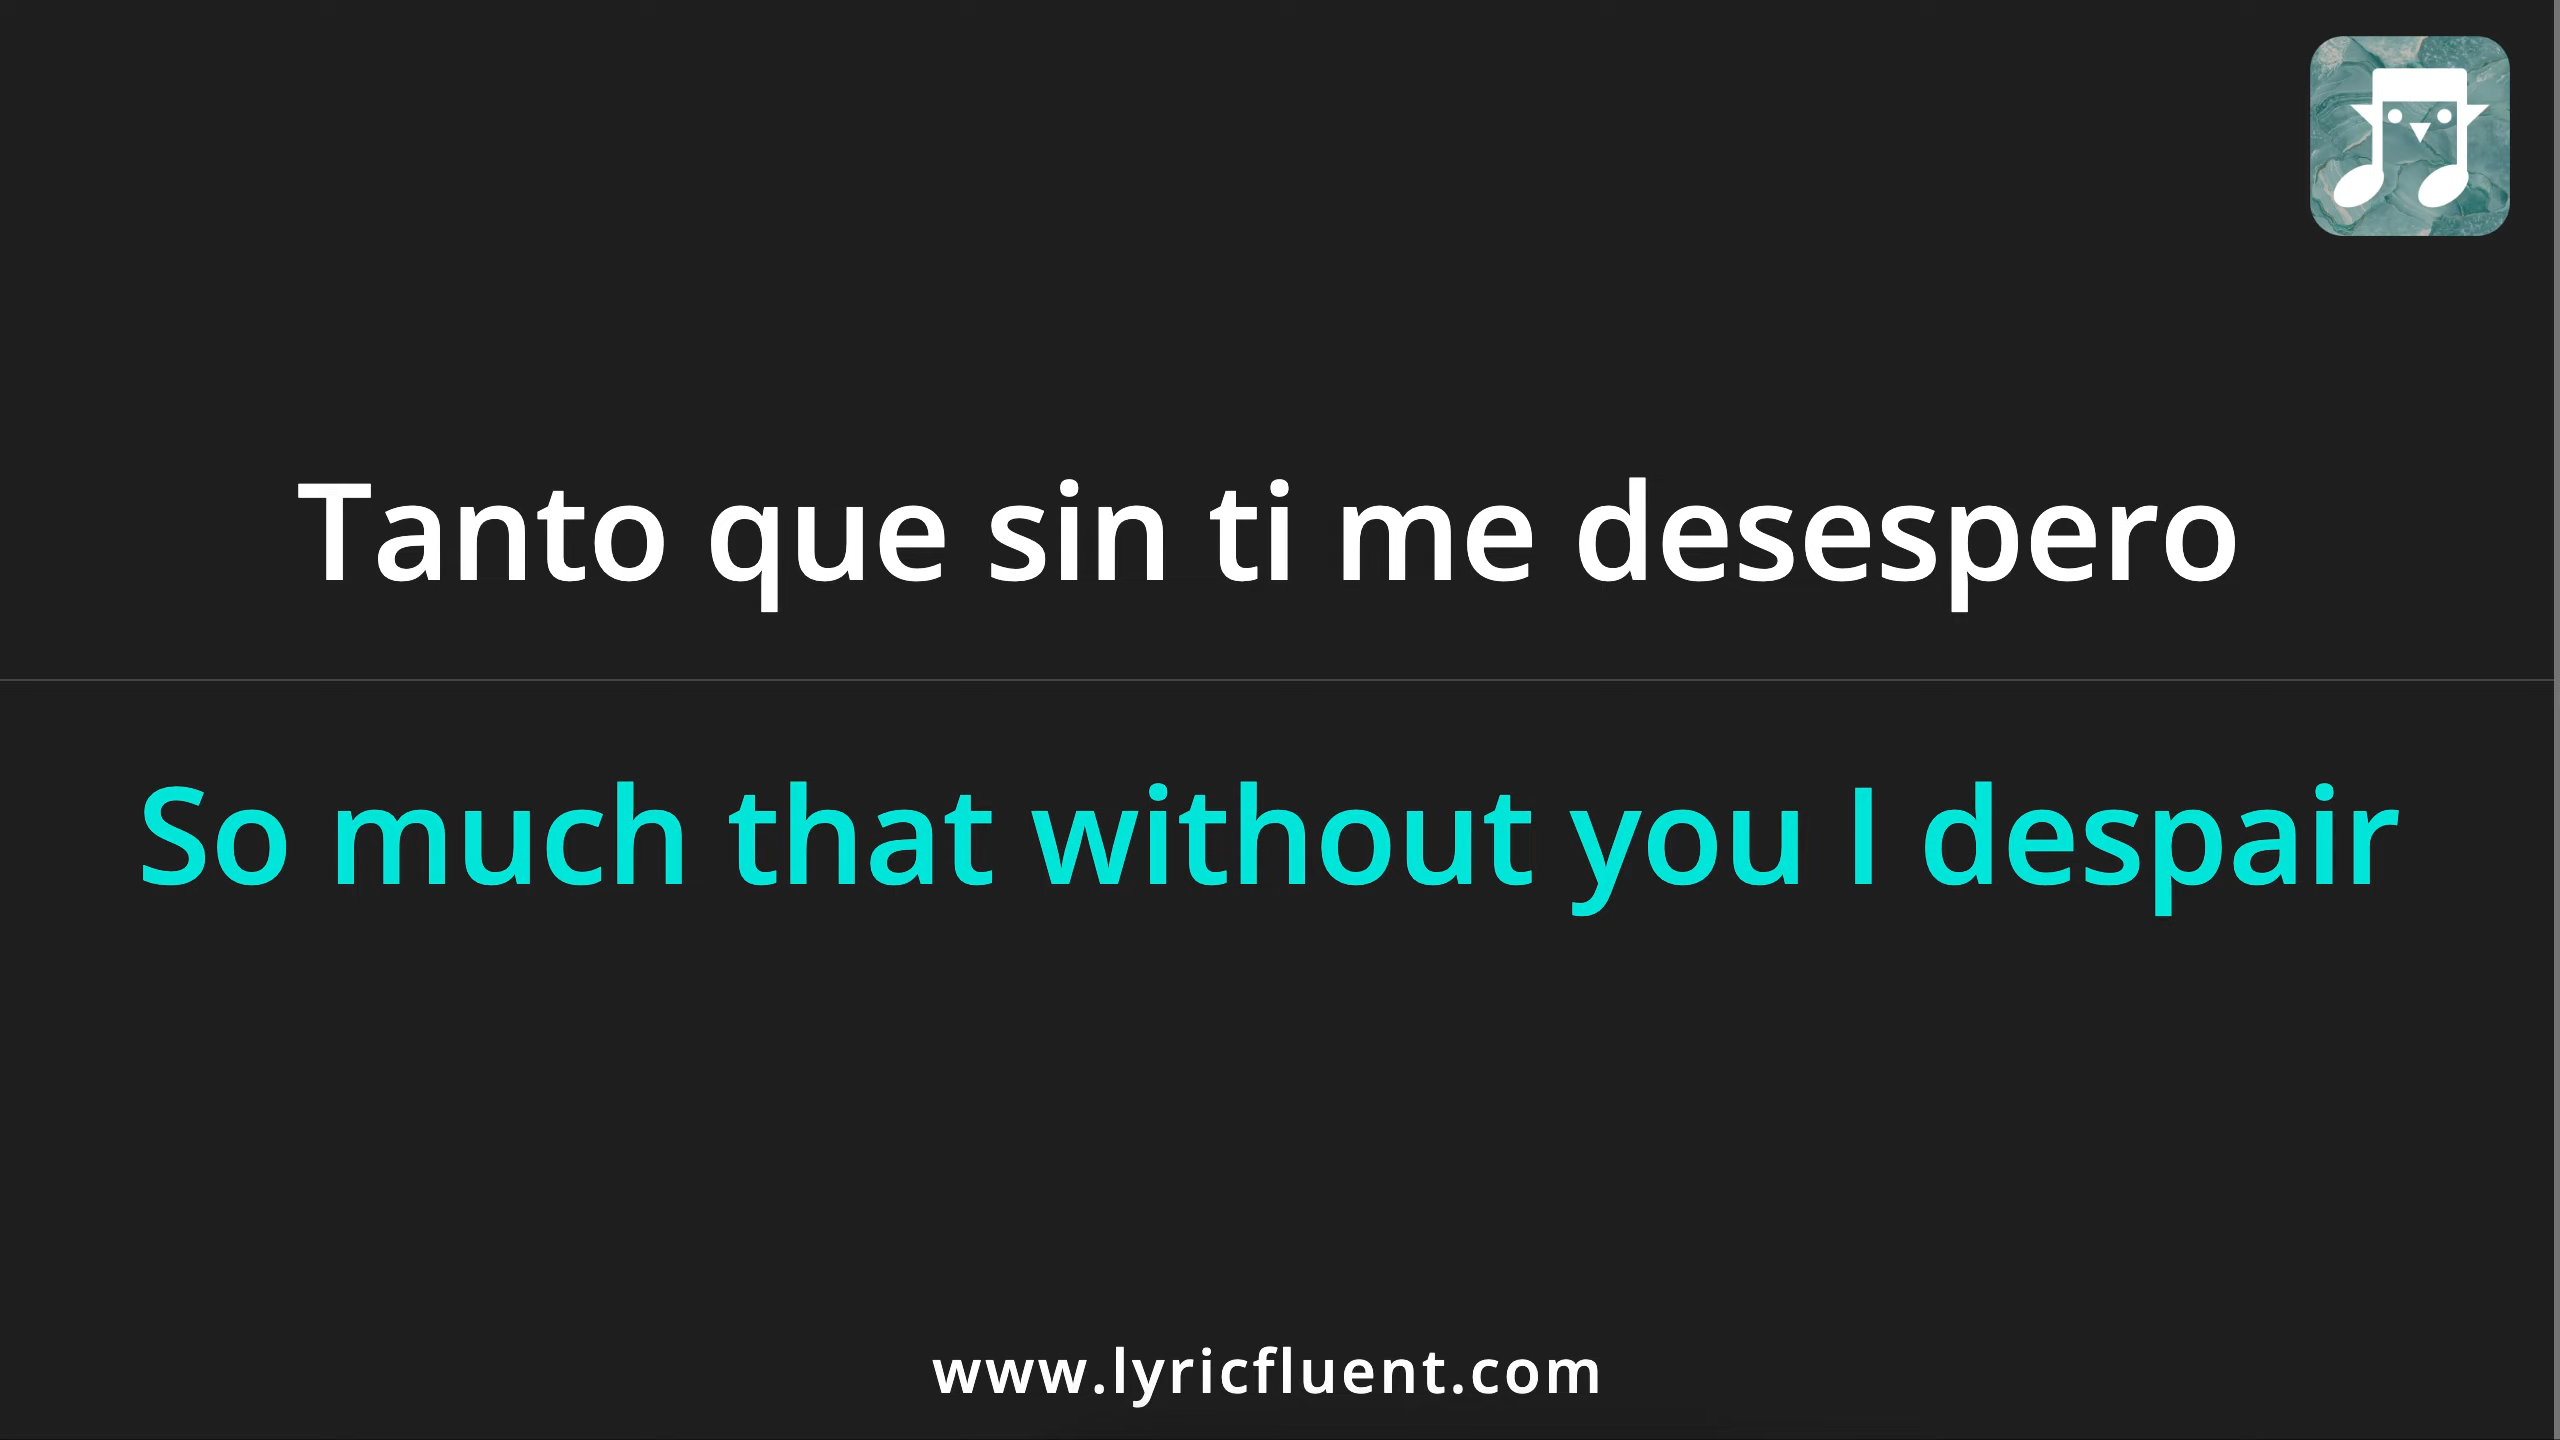 Tanto que sin ti me desespero
So much that without you I despair
www.lyricfluent.com